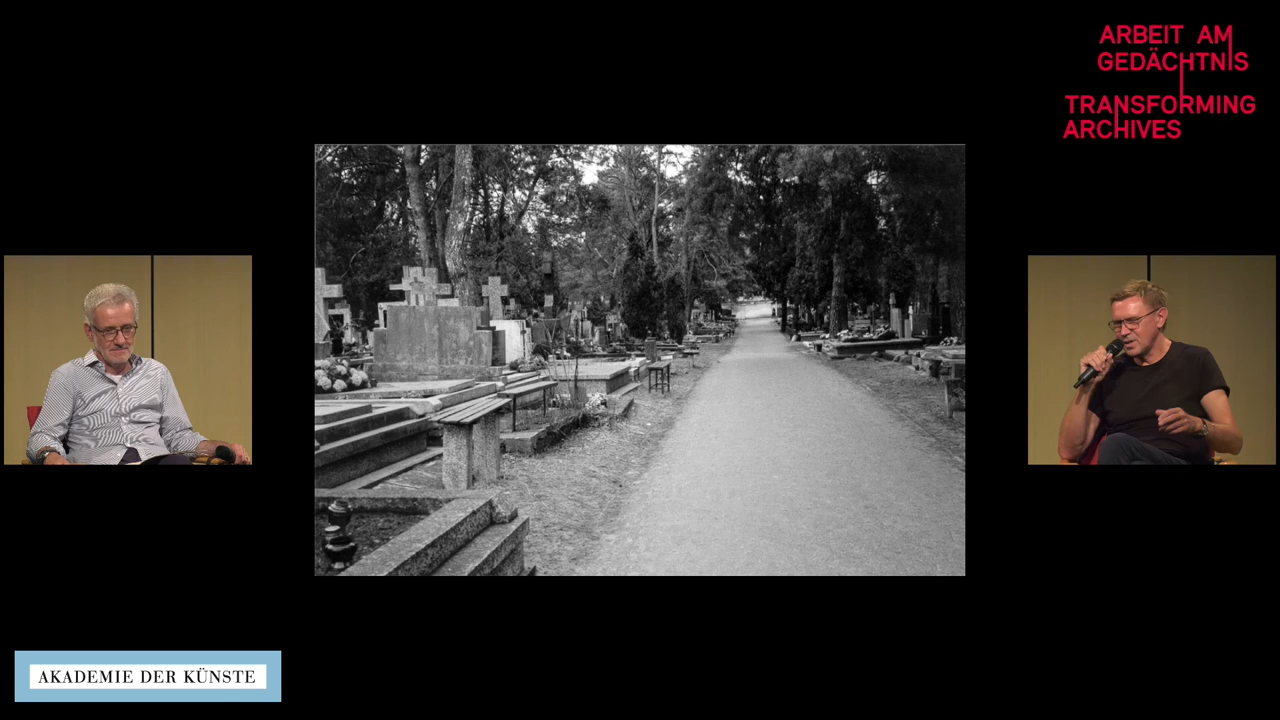 ARBEIT AM
GEDÄCHTNIS
TRANSFORMING
ARCHIVES
AKADEMIE DER KÜNSTE